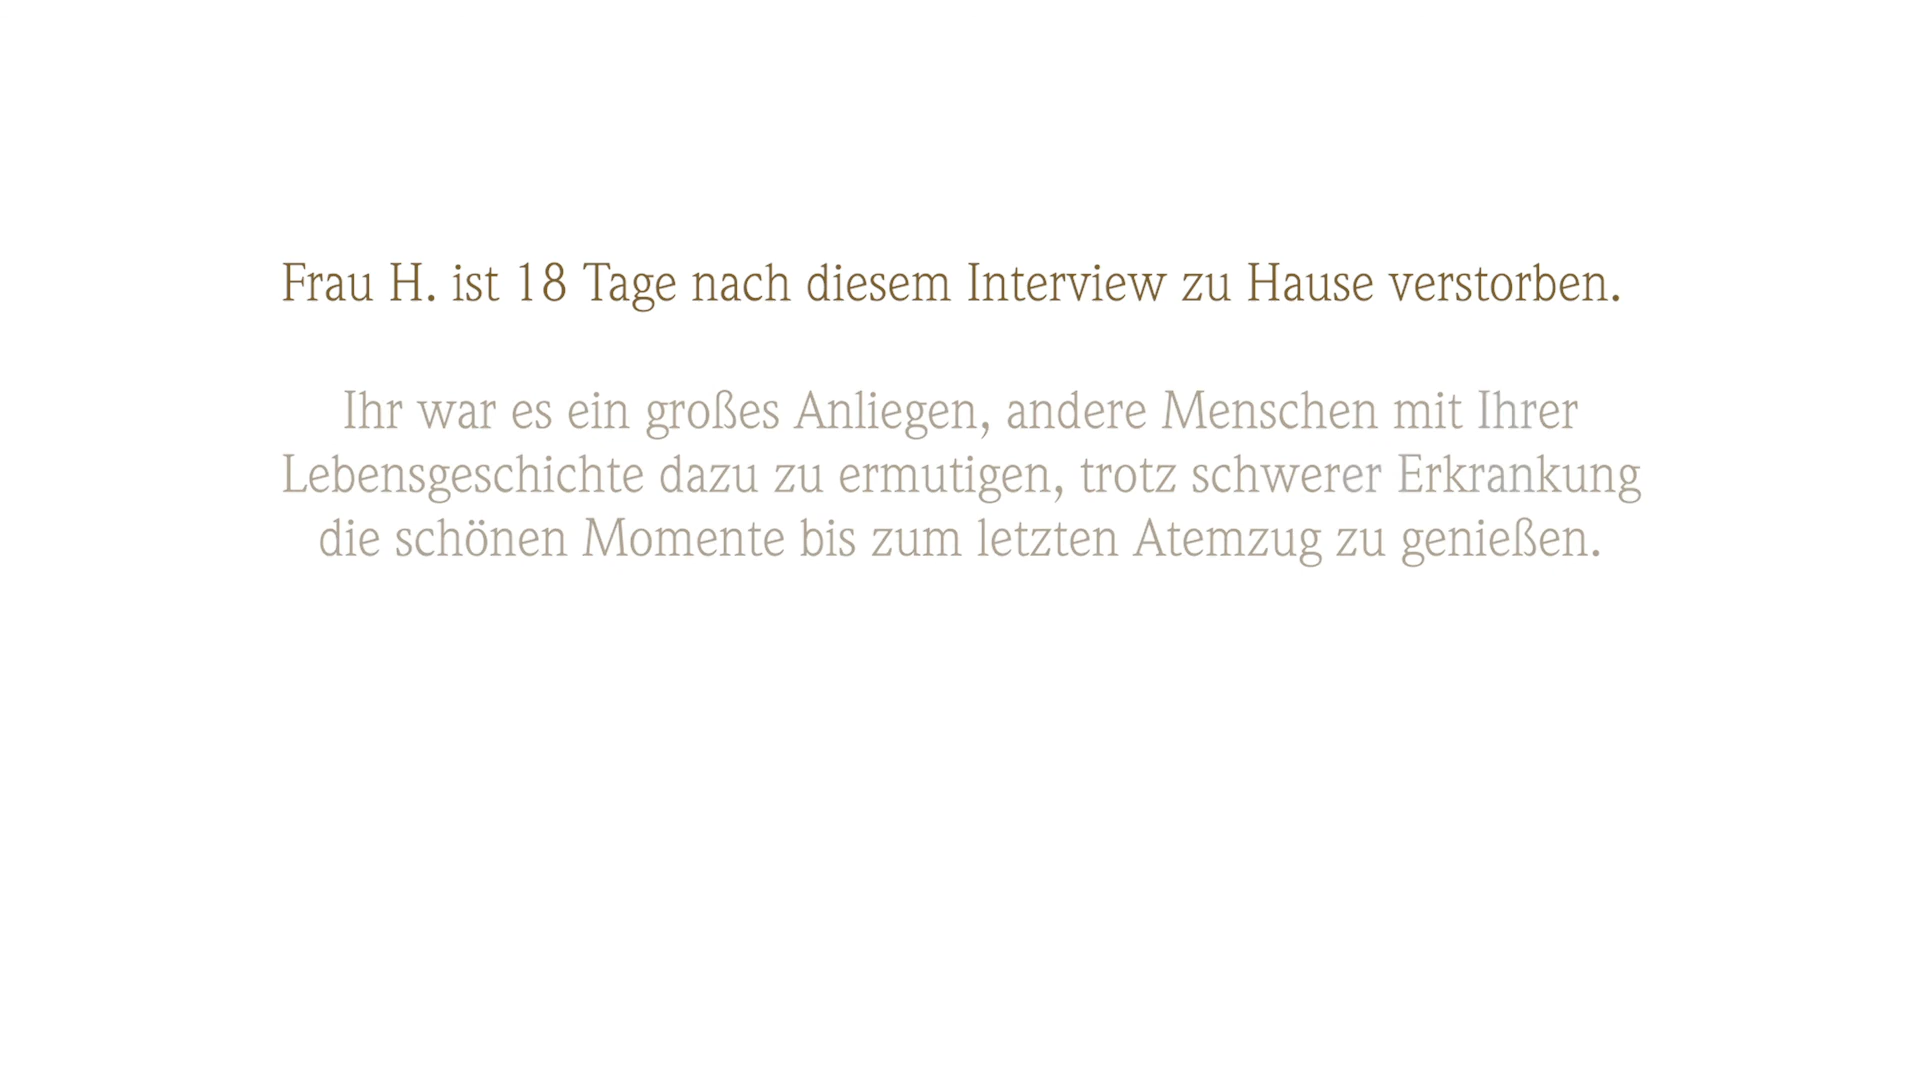 Frau H. ist 18 Tage nach diesem Interview zu Hause verstorben.
Ihr war es ein großes Anliegen, andere Menschen mit Ihrer
Lebensgeschichte dazu zu ermutigen, trotz schwerer Erkrankung
die schönen Momente bis zum letzten Atemzug zu genießen.